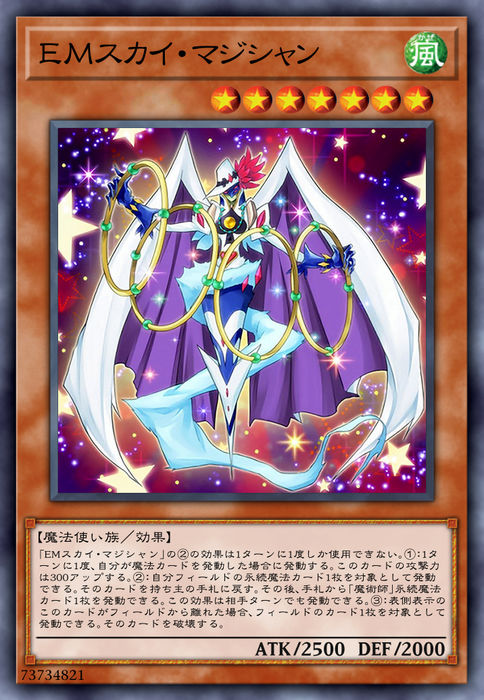 EMスカイ・マジシャン
かぜ
風
【魔法使い族／効果】
「EMスカイ・マジシャン」の②の効果は1ターンに1度しか使用できない。①：1タ
ーンに1度、自分が魔法カードを発動した場合に発動する。このカードの攻撃力
は300アップする。②：自分フィールドの永続魔法カード1枚を対象として発動
できる。そのカードを持ち主の手札に戻す。その後、手札から「魔術師」永続魔法
カード1枚を発動できる。この効果は相手ターンでも発動できる。③：表側表示の
このカードがフィールドから離れた場合、フィールドのカード1枚を対象として
発動できる。そのカードを破壊する。
ATK/2500 DEF/2000
73734821